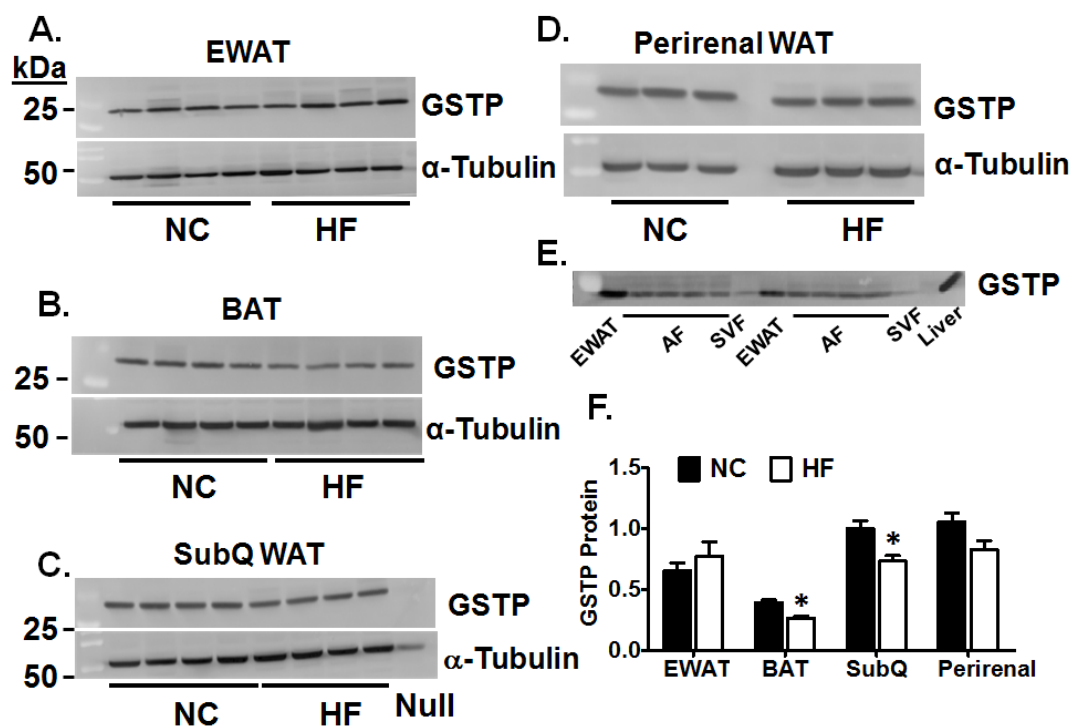 A.
EWAT
kDa
25 -
GSTP
50 -
α-Tubulin
NC HF
B.
BAT
25 -
GSTP
50 -
α-Tubulin
NC HF
C.
SubQ WAT
25
GSTP
50 -
α-Tubulin
NC HF Null
D.
Perirenal WAT
GSTP
α-Tubulin
NC HF
E.
GSTP
EWAT AF SVF EWAT AF SVF Liver
F.
NC HF
GSTP Protein
1.5
1.0
0.5
0.0
* *
EWAT BAT SubQ Perirenal